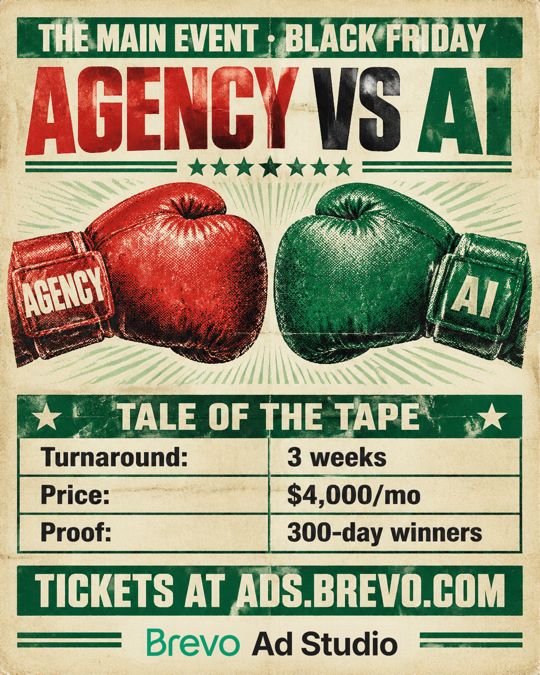 THE MAIN EVENT · BLACK FRIDAY
AGENCY VS AI
AGENCY
AI
TALE OF THE TAPE
Turnaround: 3 weeks
Price: $4,000/mo
Proof: 300-day winners
TICKETS AT ADS.BREVO.COM
Brevo Ad Studio